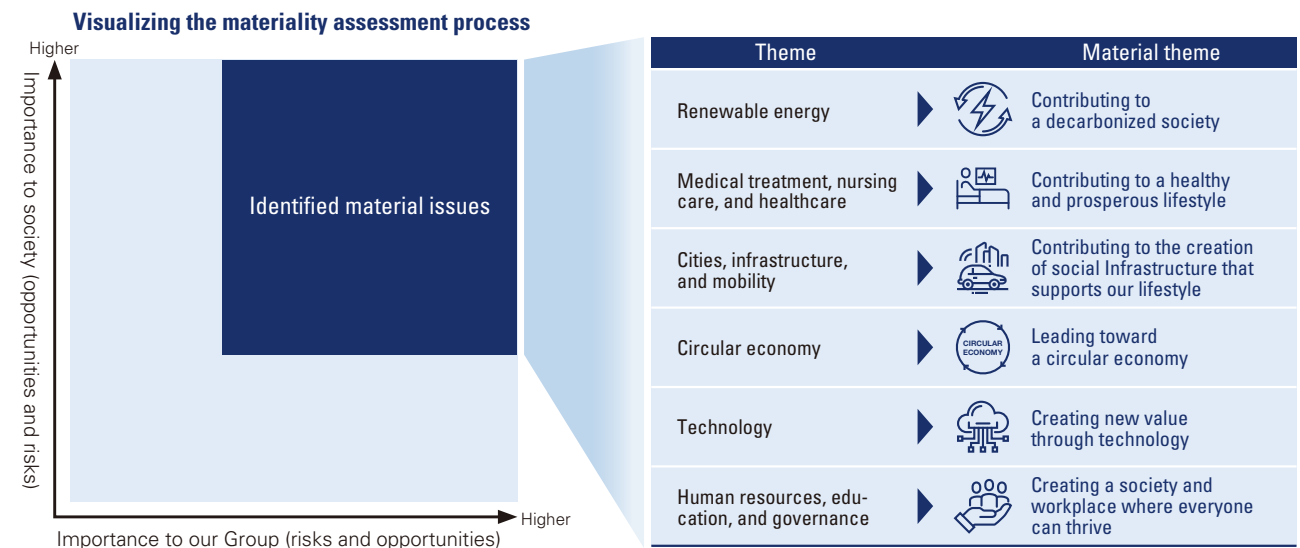 Visualizing the materiality assessment process
Higher
Importance to society (opportunities and risks)
Identified material issues
Higher
Importance to our Group (risks and opportunities)
Theme
Material theme
Renewable energy
Contributing to
a decarbonized society
Medical treatment, nursing
care, and healthcare
Contributing to a healthy
and prosperous lifestyle
Cities, infrastructure,
and mobility
Contributing to the creation
of social Infrastructure that
supports our lifestyle
Circular economy
CIRCULAR
ECONOMY
Leading toward
a circular economy
Technology
Creating new value
through technology
Human resources, edu-
cation, and governance
Creating a society and
workplace where everyone
can thrive